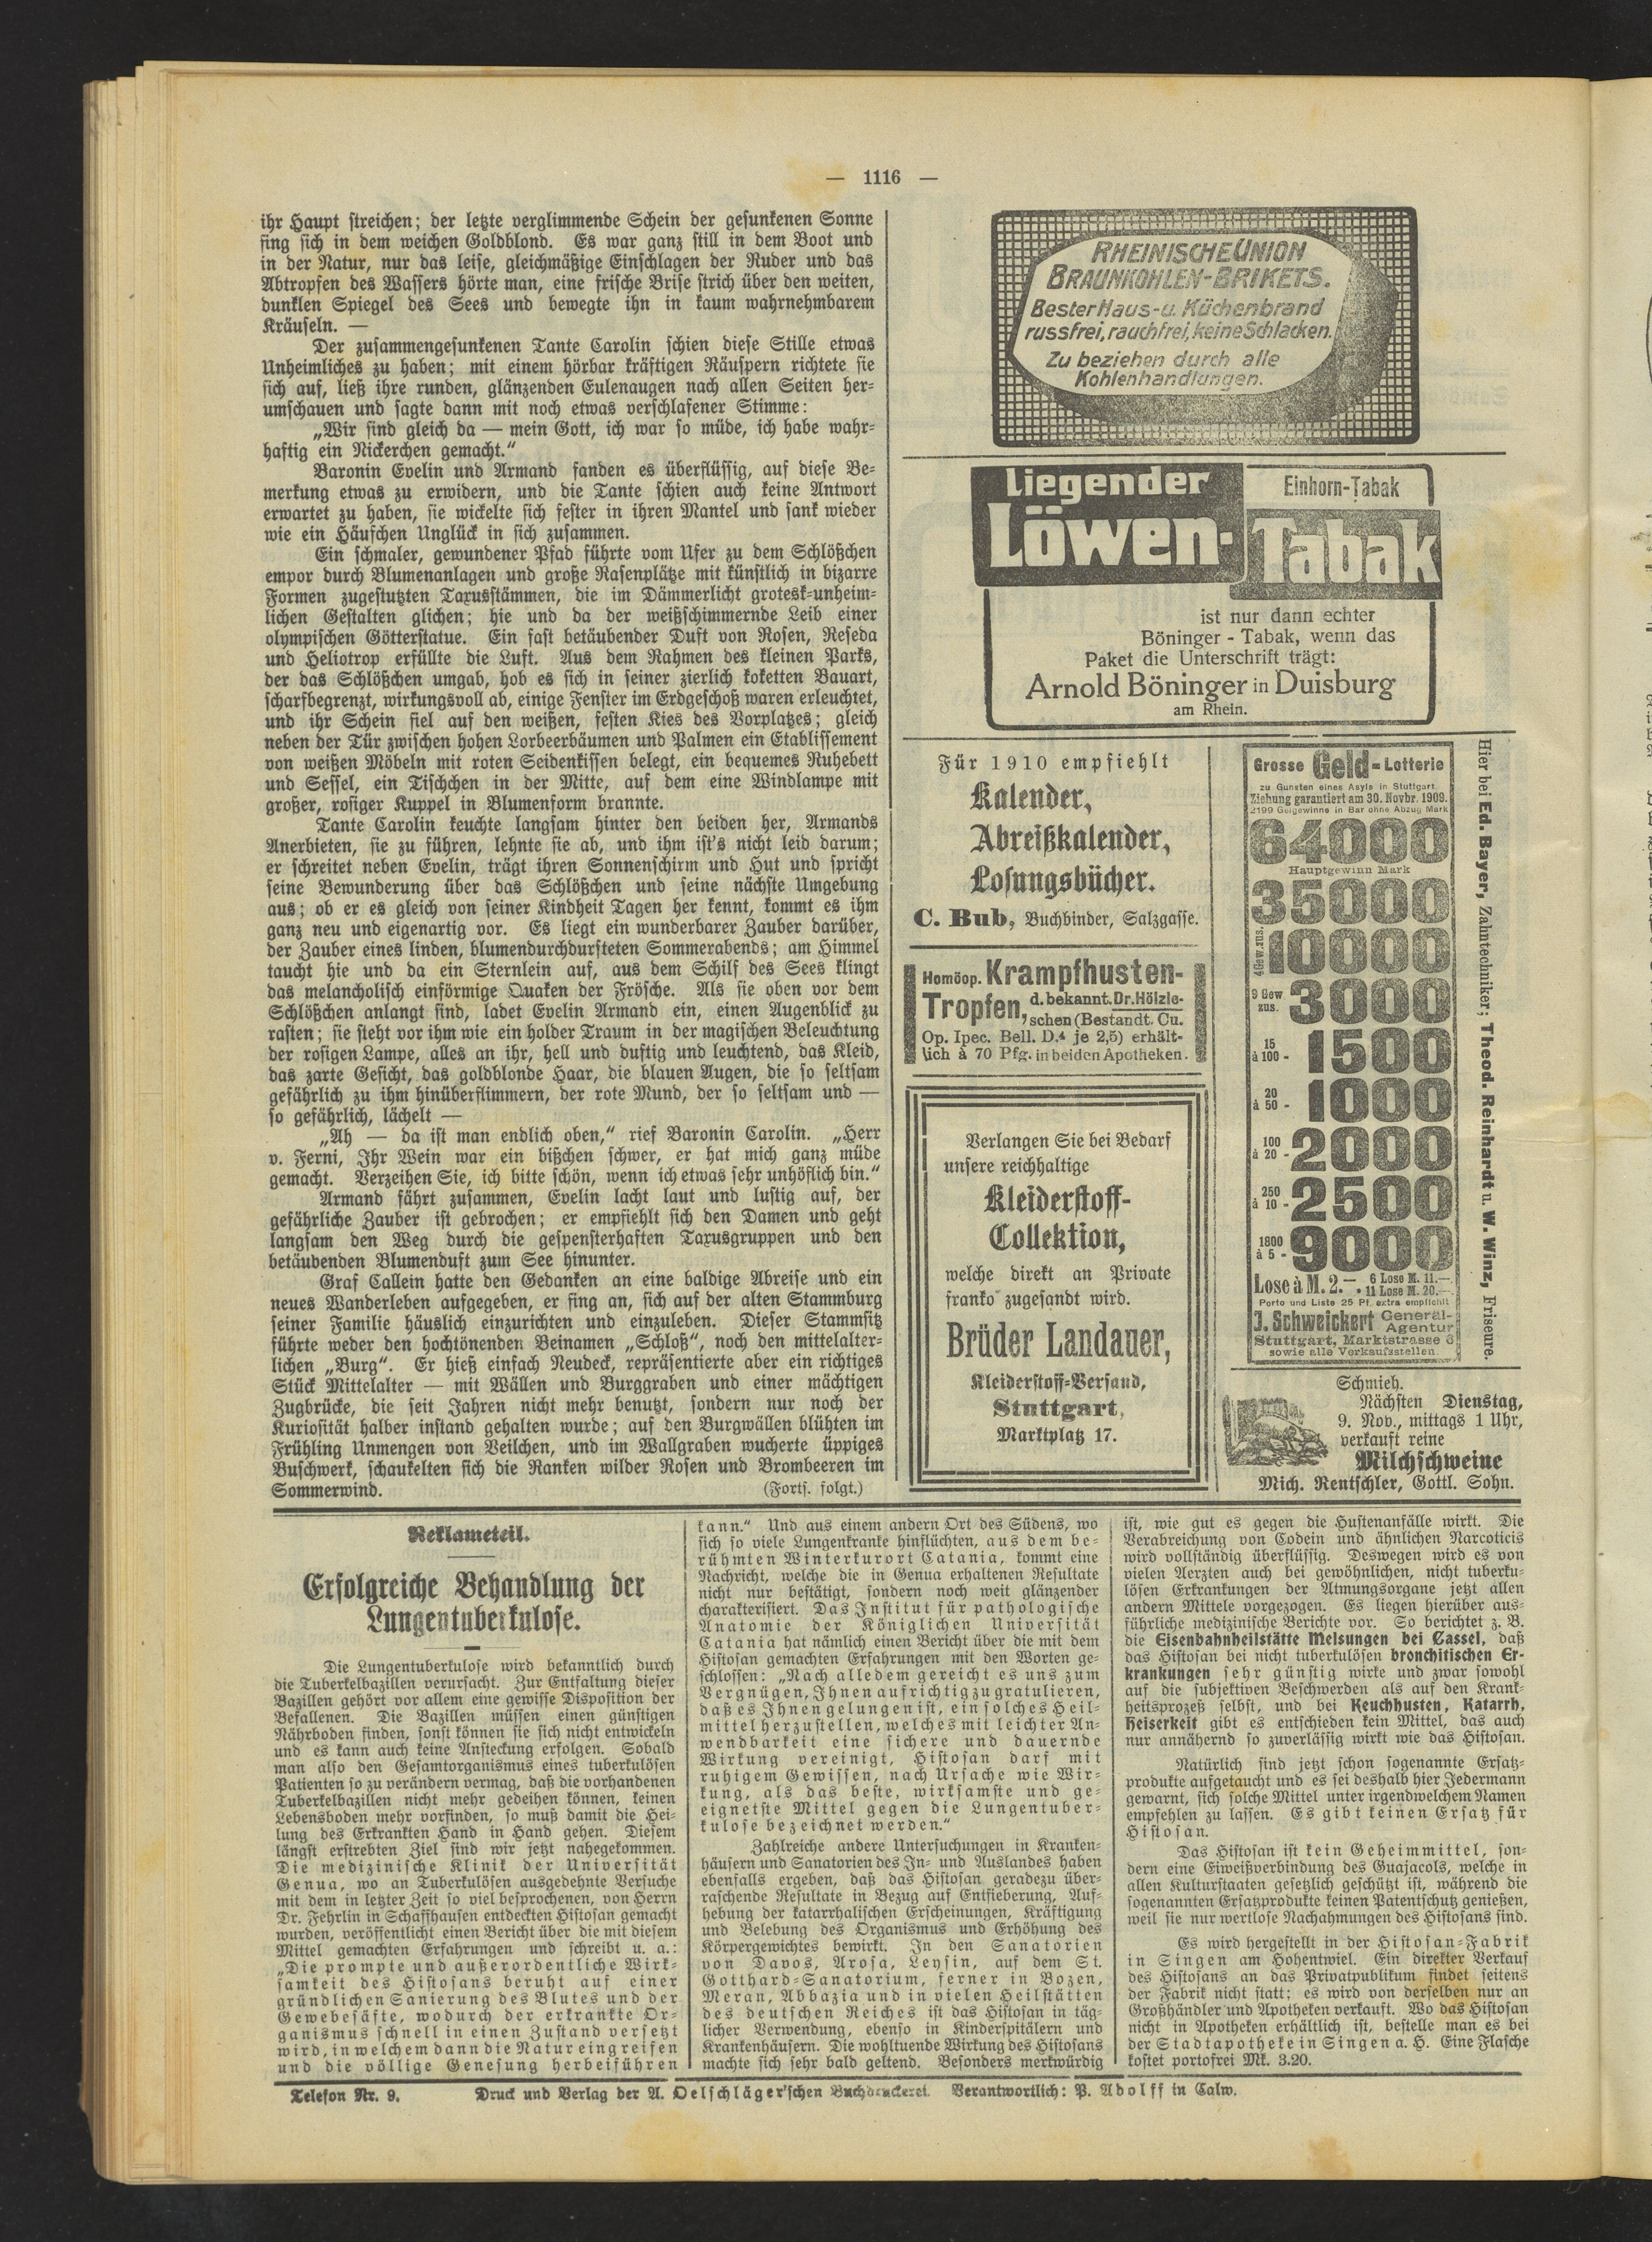 — 1116 —
ihr Haupt streichen; der letzte verglimmende Schein der gesunkenen Sonne
fing sich in dem weichen Goldblond. Es war ganz still in dem Boot und
in der Natur, nur das leise, gleichmäßige Einschlagen der Ruder und das
Abtropfen des Wassers hörte man, eine frische Brise strich über den weiten,
dunklen Spiegel des Sees und bewegte ihn in kaum wahrnehmbarem
Kräuseln. —
Der zusammengesunkenen Tante Carolin schien diese Stille etwas
Unheimliches zu haben; mit einem hörbar kräftigen Räuspern richtete sie
sich auf, ließ ihre runden, glänzenden Eulenaugen nach allen Seiten her-
umschauen und sagte dann mit noch etwas verschlafener Stimme:
„Wir sind gleich da — mein Gott, ich war so müde, ich habe wahr-
haftig ein Nickerchen gemacht.“
Baronin Evelin und Armand fanden es überflüssig, auf diese Be-
merkung etwas zu erwidern, und die Tante schien auch keine Antwort
erwartet zu haben, sie wickelte sich fester in ihren Mantel und sank wieder
wie ein Häufchen Unglück in sich zusammen.
Ein schmaler, gewundener Pfad führte vom Ufer zu dem Schlößchen
empor durch Blumenanlagen und große Rasenplätze mit künstlich in bizarre
Formen zugestutzten Taxusstämmen, die im Dämmerlicht grotesk-unheim-
lichen Gestalten glichen; hie und da der weißschimmernde Leib einer
olympischen Götterstatue. Ein fast betäubender Duft von Rosen, Reseda
und Heliotrop erfüllte die Luft. Aus dem Rahmen des kleinen Parks,
der das Schlößchen umgab, hob es sich in seiner zierlich koketten Bauart,
scharfbegrenzt, wirkungsvoll ab, einige Fenster im Erdgeschoß waren erleuchtet,
und ihr Schein fiel auf den weißen, festen Kies des Vorplatzes; gleich
neben der Tür zwischen hohen Lorbeerbäumen und Palmen ein Etablissement
von weißen Möbeln mit roten Seidenkissen belegt, ein bequemes Ruhebett
und Sessel, ein Tischchen in der Mitte, auf dem eine Windlampe mit
großer, rosiger Kuppel in Blumenform brannte.
Tante Carolin keuchte langsam hinter den beiden her, Armands
Anerbieten, sie zu führen, lehnte sie ab, und ihm ist's nicht leid darum;
er schreitet neben Evelin, trägt ihren Sonnenschirm und Hut und spricht
seine Bewunderung über das Schlößchen und seine nächste Umgebung
aus; ob er es gleich von seiner Kindheit Tagen her kennt, kommt es ihm
ganz neu und eigenartig vor. Es liegt ein wunderbarer Zauber darüber,
der Zauber eines linden, blumendurchdufteten Sommerabends; am Himmel
taucht hie und da ein Sternlein auf, aus dem Schilf des Sees klingt
das melancholisch einförmige Quaken der Frösche. Als sie oben vor dem
Schlößchen anlangt sind, ladet Evelin Armand ein, einen Augenblick zu
rasten; sie steht vor ihm wie ein holder Traum in der magischen Beleuchtung
der rosigen Lampe, alles an ihr, hell und duftig und leuchtend, das Kleid,
das zarte Gesicht, das goldblonde Haar, die blauen Augen, die so seltsam
gefährlich zu ihm hinüberflimmern, der rote Mund, der so seltsam und —
so gefährlich, lächelt —
„Ah — da ist man endlich oben,“ rief Baronin Carolin. „Herr
v. Ferni, Ihr Wein war ein bißchen schwer, er hat mich ganz müde
gemacht. Verzeihen Sie, ich bitte schön, wenn ich etwas sehr unhöflich bin.“
Armand fährt zusammen, Evelin lacht laut und lustig auf, der
gefährliche Zauber ist gebrochen; er empfiehlt sich den Damen und geht
langsam den Weg durch die gespensterhaften Taxusgruppen und den
betäubenden Blumenduft zum See hinunter.
Graf Callein hatte den Gedanken an eine baldige Abreise und ein
neues Wanderleben aufgegeben, er fing an, sich auf der alten Stammburg
seiner Familie häuslich einzurichten und einzuleben. Dieser Stammsitz
führte weder den hochtönenden Beinamen „Schloß“, noch den mittelalter-
lichen „Burg“. Er hieß einfach Neudeck, repräsentierte aber ein richtiges
Stück Mittelalter — mit Wällen und Burggraben und einer mächtigen
Zugbrücke, die seit Jahren nicht mehr benutzt, sondern nur noch der
Kuriosität halber instand gehalten wurde; auf den Burgwällen blühten im
Frühling Unmengen von Veilchen, und im Wallgraben wucherte üppiges
Buschwerk, schaukelten sich die Ranken wilder Rosen und Brombeeren im
Sommerwind. (Forts. folgt.)
RHEINISCHE UNION
BRAUNKOHLEN-BRIKETS.
Bester Haus-u. Küchenbrand
russfrei, rauchfrei, keine Schlacken.
Zu beziehen durch alle
Kohlenhandlungen.
Liegender
Löwen-
Einhorn-Tabak
Tabak
ist nur dann echter
Böninger - Tabak, wenn das
Paket die Unterschrift trägt:
Arnold Böninger in Duisburg
am Rhein.
Für 1910 empfiehlt
Kalender,
Abreißkalender,
Losungsbücher.
C. Bub, Buchbinder, Salzgasse.
Homöop. Krampfhusten-
Tropfen, d. bekannt. Dr. Hölzle-
schen (Bestandt. Cu.
Op. Ipec. Bell. D.4 je 2,5) erhält-
lich à 70 Pfg. in beiden Apotheken.
Verlangen Sie bei Bedarf
unsere reichhaltige
Kleiderstoff-
Collektion,
welche direkt an Private
franko zugesandt wird.
Brüder Landauer,
Kleiderstoff-Versand,
Stuttgart,
Marktplatz 17.
Grosse Geld-Lotterie
zu Gunsten eines Asyls in Stuttgart.
Ziehung garantiert am 30. Novbr. 1909.
2199 Geldgewinne in Bar ohne Abzug Mark
64000
Hauptgewinn Mark
35000
4 Gew. zus. 10000
9 Gew zus. 3000
15 à 100 - 1500
20 à 50 - 1000
100 à 20 - 2000
250 à 10 - 2500
1800 à 5 - 9000
Lose à M. 2.—. 6 Lose M. 11.—.
11 Lose M. 20.—.
Porto und Liste 25 Pf. extra empfiehlt
J. Schweickert General-
Agentur
Stuttgart, Marktstrasse 6
sowie alle Verkaufsstellen.
Hier bei Ed. Bayer, Zahntechniker; Theod. Reinhardt u. W. Winz, Friseure.
Schmieh.
Nächsten Dienstag,
9. Nov., mittags 1 Uhr,
verkauft reine
Milchschweine
Mich. Rentschler, Gottl. Sohn.
Reklameteil.
Erfolgreiche Behandlung der
Lungentuberkulose.
Die Lungentuberkulose wird bekanntlich durch
die Tuberkelbazillen verursacht. Zur Entfaltung dieser
Bazillen gehört vor allem eine gewisse Disposition der
Befallenen. Die Bazillen müssen einen günstigen
Nährboden finden, sonst können sie sich nicht entwickeln
und es kann auch keine Ansteckung erfolgen. Sobald
man also den Gesamtorganismus eines tuberkulösen
Patienten so zu verändern vermag, daß die vorhandenen
Tuberkelbazillen nicht mehr gedeihen können, keinen
Lebensboden mehr vorfinden, so muß damit die Hei-
lung des Erkrankten Hand in Hand gehen. Diesem
längst erstrebten Ziel sind wir jetzt nahegekommen.
Die medizinische Klinik der Universität
Genua, wo an Tuberkulösen ausgedehnte Versuche
mit dem in letzter Zeit so viel besprochenen, von Herrn
Dr. Fehrlin in Schaffhausen entdeckten Histosan gemacht
wurden, veröffentlicht einen Bericht über die mit diesem
Mittel gemachten Erfahrungen und schreibt u. a.:
„Die prompte und außerordentliche Wirk-
samkeit des Histosans beruht auf einer
gründlichen Sanierung des Blutes und der
Gewebesäfte, wodurch der erkrankte Or-
ganismus schnell in einen Zustand versetzt
wird, in welchem dann die Natur eingreifen
und die völlige Genesung herbeiführen
kann.“ Und aus einem andern Ort des Südens, wo
sich so viele Lungenkranke hinflüchten, aus dem be-
rühmten Winterkurort Catania, kommt eine
Nachricht, welche die in Genua erhaltenen Resultate
nicht nur bestätigt, sondern noch weit glänzender
charakterisiert. Das Institut für pathologische
Anatomie der Königlichen Universität
Catania hat nämlich einen Bericht über die mit dem
Histosan gemachten Erfahrungen mit den Worten ge-
schlossen: „Nach alledem gereicht es uns zum
Vergnügen, Ihnen aufrichtig zu gratulieren,
daß es Ihnen gelungen ist, ein solches Heil-
mittel herzustellen, welches mit leichter An-
wendbarkeit eine sichere und dauernde
Wirkung vereinigt, Histosan darf mit
ruhigem Gewissen, nach Ursache wie Wir-
kung, als das beste, wirksamste und ge-
eignetste Mittel gegen die Lungentuber-
kulose bezeichnet werden.“
Zahlreiche andere Untersuchungen in Kranken-
häusern und Sanatorien des In- und Auslandes haben
ebenfalls ergeben, daß das Histosan geradezu über-
raschende Resultate in Bezug auf Entfieberung, Auf-
hebung der katarrhalischen Erscheinungen, Kräftigung
und Belebung des Organismus und Erhöhung des
Körpergewichtes bewirkt. In den Sanatorien
von Davos, Arosa, Leysin, auf dem St.
Gotthard-Sanatorium, ferner in Bozen,
Meran, Abbazia und in vielen Heilstätten
des deutschen Reiches ist das Histosan in täg-
licher Verwendung, ebenso in Kinderspitälern und
Krankenhäusern. Die wohltuende Wirkung des Histosans
machte sich sehr bald geltend. Besonders merkwürdig
ist, wie gut es gegen die Hustenanfälle wirkt. Die
Verabreichung von Codein und ähnlichen Narcoticis
wird vollständig überflüssig. Deswegen wird es von
vielen Aerzten auch bei gewöhnlichen, nicht tuberku-
lösen Erkrankungen der Atmungsorgane jetzt allen
andern Mittele vorgezogen. Es liegen hierüber aus-
führliche medizinische Berichte vor. So berichtet z. B.
die Eisenbahnheilstätte Melsungen bei Cassel, daß
das Histosan bei nicht tuberkulösen bronchitischen Er-
krankungen sehr günstig wirke und zwar sowohl
auf die subjektiven Beschwerden als auf den Krank-
heitsprozeß selbst, und bei Keuchhusten, Katarrh,
Heiserkeit gibt es entschieden kein Mittel, das auch
nur annähernd so zuverlässig wirkt wie das Histosan.
Natürlich sind jetzt schon sogenannte Ersatz-
produkte aufgetaucht und es sei deshalb hier Jedermann
gewarnt, sich solche Mittel unter irgendwelchem Namen
empfehlen zu lassen. Es gibt keinen Ersatz für
Histosan.
Das Histosan ist kein Geheimmittel, son-
dern eine Eiweißverbindung des Guajacols, welche in
allen Kulturstaaten gesetzlich geschützt ist, während die
sogenannten Ersatzprodukte keinen Patentschutz genießen,
weil sie nur wertlose Nachahmungen des Histosans sind.
Es wird hergestellt in der Histosan-Fabrik
in Singen am Hohentwiel. Ein direkter Verkauf
des Histosans an das Privatpublikum findet seitens
der Fabrik nicht statt; es wird von derselben nur an
Großhändler und Apotheken verkauft. Wo das Histosan
nicht in Apotheken erhältlich ist, bestelle man es bei
der Stadtapotheke in Singen a. H. Eine Flasche
kostet portofrei Mk. 3.20.
Telefon Nr. 9. Druck und Verlag der A. Oelschläger'schen Buchdruckerei. Verantwortlich: P. Adolff in Calw.